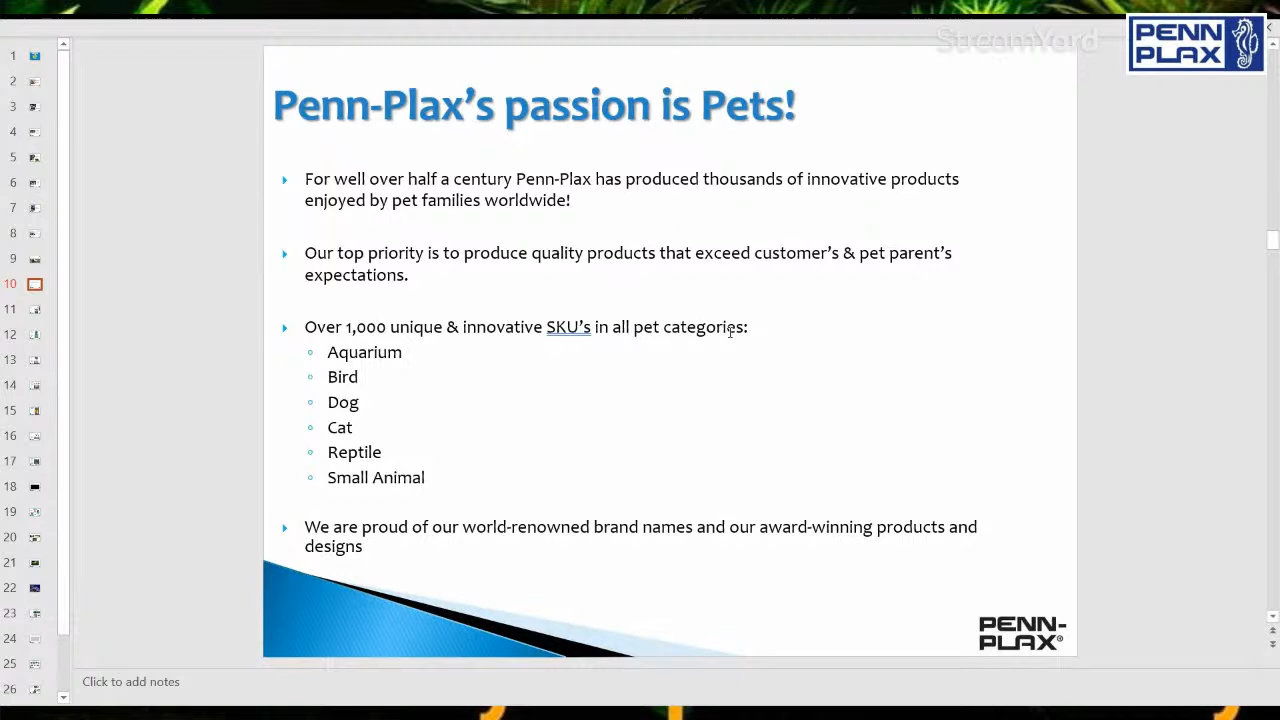 StreamYard
PENN
PLAX
Penn-Plax's passion is Pets!
For well over half a century Penn-Plax has produced thousands of innovative products
enjoyed by pet families worldwide!
Our top priority is to produce quality products that exceed customer's & pet parent's
expectations.
Over 1,000 unique & innovative SKU's in all pet categories:
Aquarium
Bird
Dog
Cat
Reptile
Small Animal
We are proud of our world-renowned brand names and our award-winning products and
designs
PENN-
PLAX®
1
2
3
4
5
6
7
8
9
10
11
12
13
14
15
16
17
18
19
20
21
22
23
24
25
26
Click to add notes